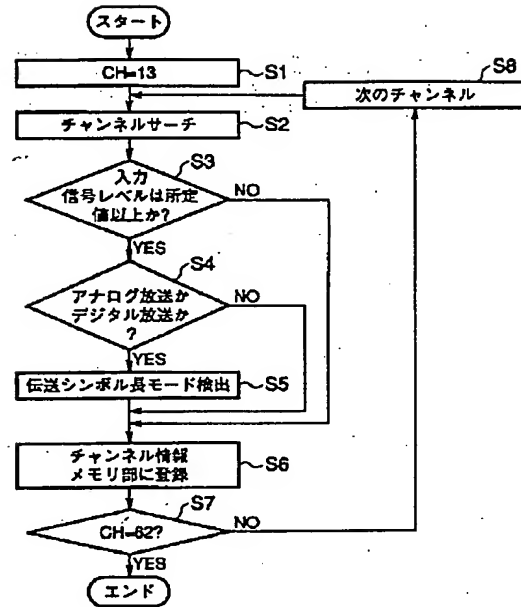 スタート
CH=13
S1
S8
次のチャンネル
チャンネルサーチ
S2
S3
入力
信号レベルは所定
値以上か?
NO
YES
S4
アナログ放送か
デジタル放送か
?
NO
YES
伝送シンボル長モード検出
S5
チャンネル情報
メモリ部に登録
S6
S7
CH=62?
NO
YES
エンド